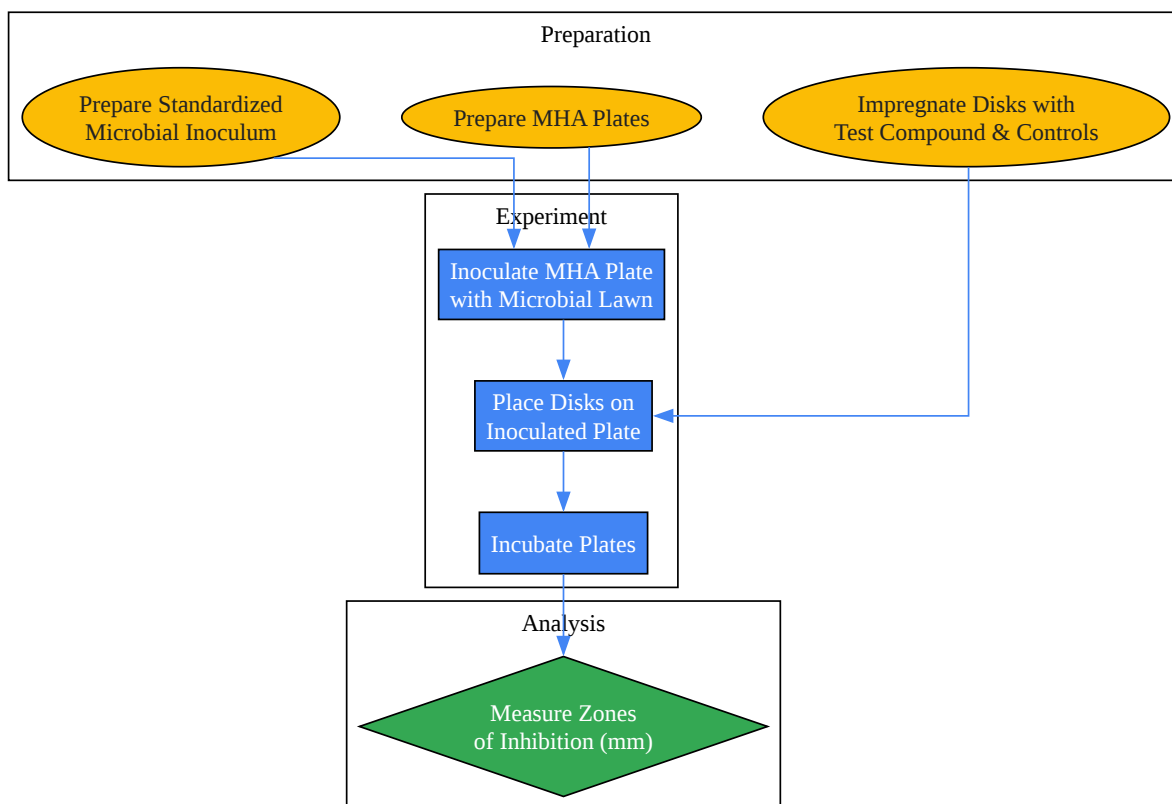 Preparation
Prepare Standardized
Microbial Inoculum
Prepare MHA Plates
Impregnate Disks with
Test Compound & Controls
Experiment
Inoculate MHA Plate
with Microbial Lawn
Place Disks on
Inoculated Plate
Incubate Plates
Analysis
Measure Zones
of Inhibition (mm)